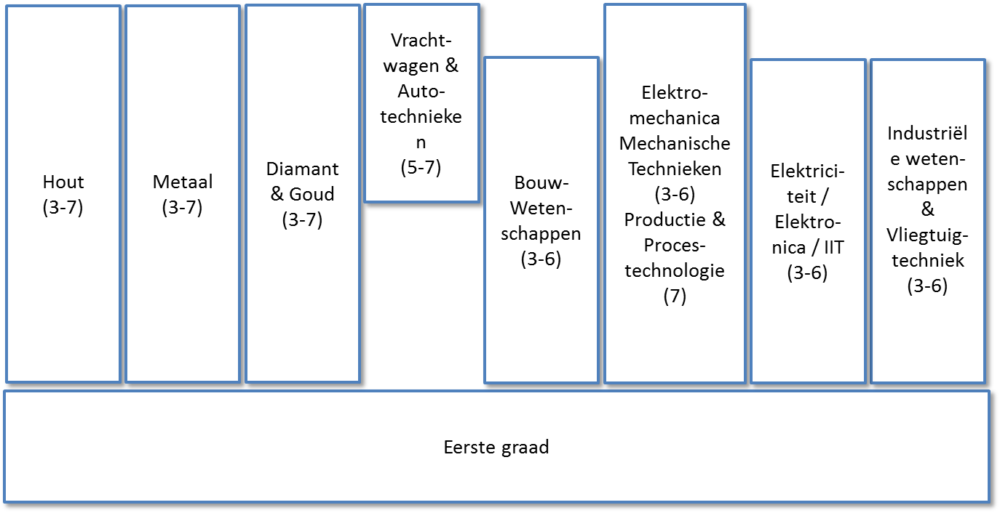 Hout
(3-7)
Metaal
(3-7)
Diamant
& Goud
(3-7)
Vracht-
wagen &
Auto-
technieke
n
(5-7)
Bouw-
Weten-
schappen
(3-6)
Elektro-
mechanica
Mechanische
Technieken
(3-6)
Productie &
Proces-
technologie
(7)
Elektrici-
teit /
Elektro-
nica / IIT
(3-6)
Industriël
e weten-
schappen
&
Vliegtuig-
techniek
(3-6)
Eerste graad